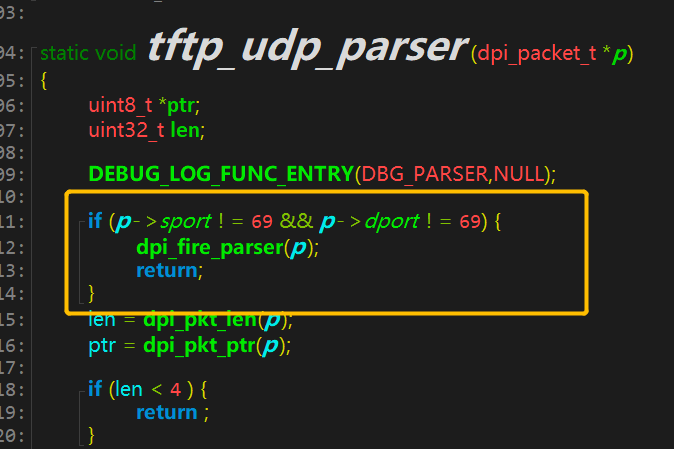 03:
04: static void tftp_udp_parser (dpi_packet_t *p)
05: {
06: uint8_t *ptr;
07: uint32_t len;
08:
09: DEBUG_LOG_FUNC_ENTRY(DBG_PARSER,NULL);
10:
11: if (p->sport ! = 69 && p->dport ! = 69) {
12: dpi_fire_parser(p);
13: return;
14: }
15: len = dpi_pkt_len(p);
16: ptr = dpi_pkt_ptr(p);
17:
18: if (len < 4 ) {
19: return ;
20: }